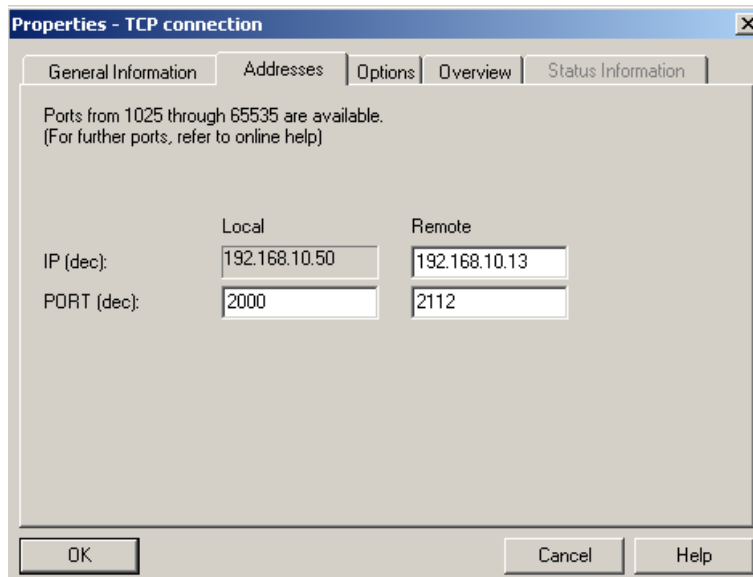 Properties - TCP connection
General Information Addresses Options Overview Status Information
Ports from 1025 through 65535 are available.
(For further ports, refer to online help)
Local Remote
IP (dec): 192.168.10.50 192.168.10.13
PORT (dec): 2000 2112
OK Cancel Help